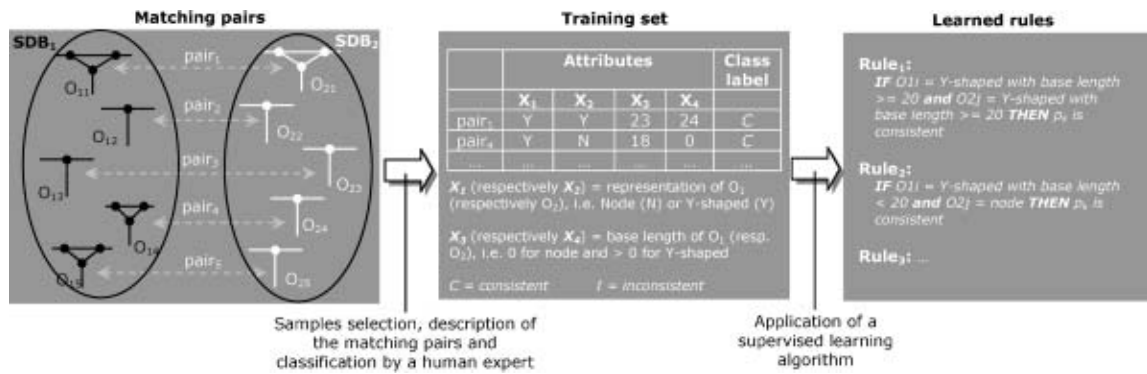 Matching pairs
SDB₁
SDB₂
pair₁
O₁₁
O₂₁
pair₂
O₁₂
O₂₂
pair₃
O₁₃
O₂₃
pair₄
O₁₄
O₂₄
pair₅
O₁₅
O₂₅
Samples selection, description of
the matching pairs and
classification by a human expert
Training set
Attributes Class
label
X₁ X₂ X₃ X₄
pair₁ Y Y 23 24 C
pair₄ Y N 18 0 C
... ... ... ... ... ...
X₁ (respectively X₂) = representation of O₁
(respectively O₂), i.e. Node (N) or Y-shaped (Y)
X₃ (respectively X₄) = base length of O₁ (resp.
O₂), i.e. 0 for node and > 0 for Y-shaped
C = consistent I = inconsistent
Application of a
supervised learning
algorithm
Learned rules
Rule₁:
IF O1i = Y-shaped with base length
>= 20 and O2j = Y-shaped with
base length >= 20 THEN pₖ is
consistent
Rule₂:
IF O1i = Y-shaped with base length
< 20 and O2j = node THEN pₖ is
consistent
Rule₃: ...